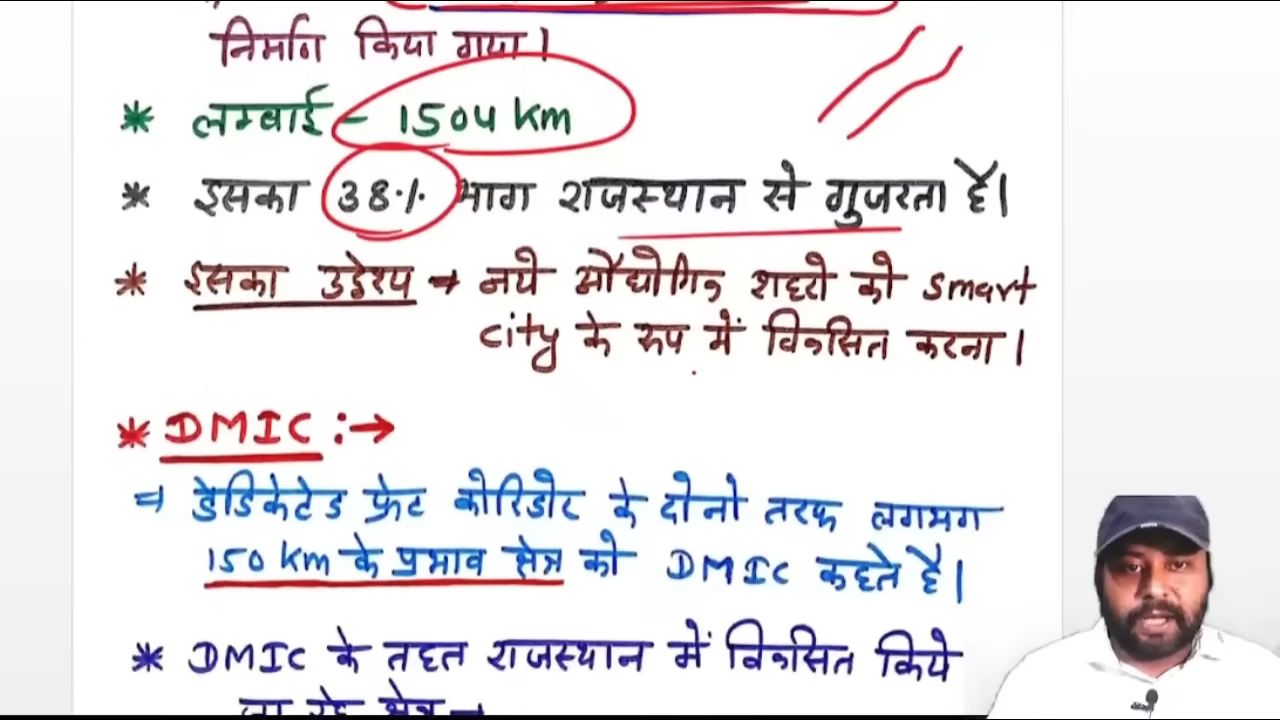 निर्माण किया गया।
* लम्बाई - 1504 km
* इसका 38% भाग राजस्थान से गुजरता है।
* इसका उद्देश्य → नये औद्योगिक शहरो को smart
city के रूप में विकसित करना।
* DMIC :→
⇒ डेडिकेटेड फ्रेट कोरिडोर के दोनो तरफ लगभग
150 km के प्रभाव क्षेत्र को DMIC कहते है।
* DMIC के तहत राजस्थान में विकसित किये
जा रहे क्षेत्र →